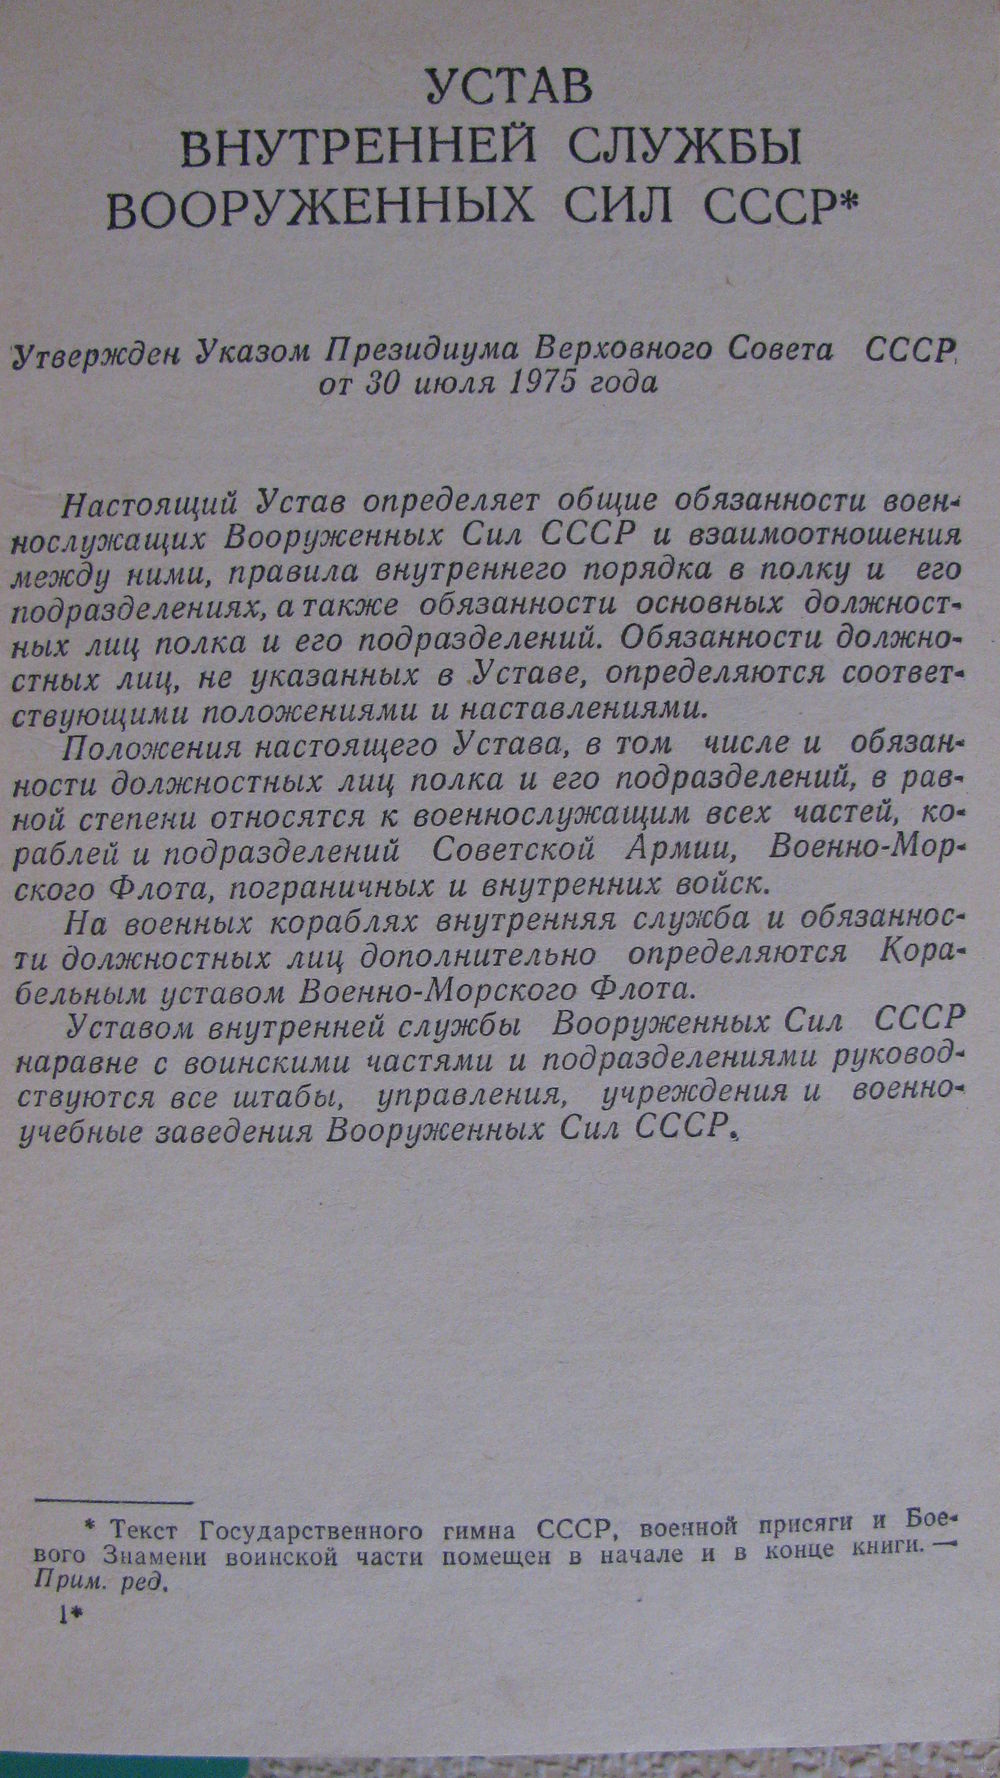 УСТАВ
ВНУТРЕННЕЙ СЛУЖБЫ
ВООРУЖЕННЫХ СИЛ СССР*
Утвержден Указом Президиума Верховного Совета СССР
от 30 июля 1975 года
Настоящий Устав определяет общие обязанности воен-
нослужащих Вооруженных Сил СССР и взаимоотношения
между ними, правила внутреннего порядка в полку и его
подразделениях, а также обязанности основных должност-
ных лиц полка и его подразделений. Обязанности должно-
стных лиц, не указанных в Уставе, определяются соответ-
ствующими положениями и наставлениями.
Положения настоящего Устава, в том числе и обязан-
ности должностных лиц полка и его подразделений, в рав-
ной степени относятся к военнослужащим всех частей, ко-
раблей и подразделений Советской Армии, Военно-Мор-
ского Флота, пограничных и внутренних войск.
На военных кораблях внутренняя служба и обязаннос-
ти должностных лиц дополнительно определяются Кора-
бельным уставом Военно-Морского Флота.
Уставом внутренней службы Вооруженных Сил СССР
наравне с воинскими частями и подразделениями руковод-
ствуются все штабы, управления, учреждения и военно-
учебные заведения Вооруженных Сил СССР.
* Текст Государственного гимна СССР, военной присяги и Бое-
вого Знамени воинской части помещен в начале и в конце книги. —
Прим. ред.
1*